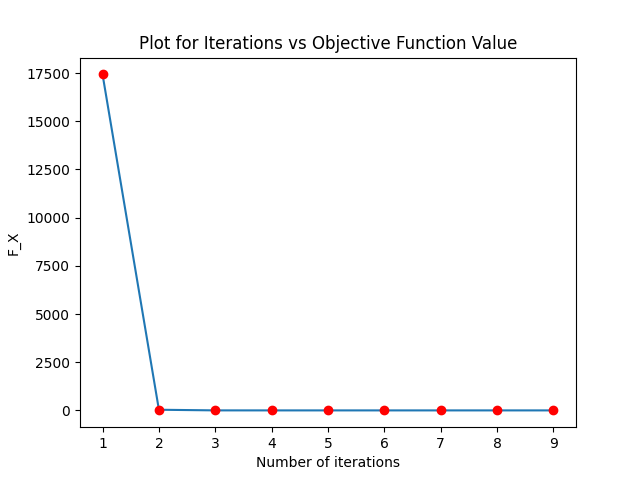 Plot for Iterations vs Objective Function Value
17500
15000
12500
10000
7500
5000
2500
0
F_X
1 2 3 4 5 6 7 8 9
Number of iterations